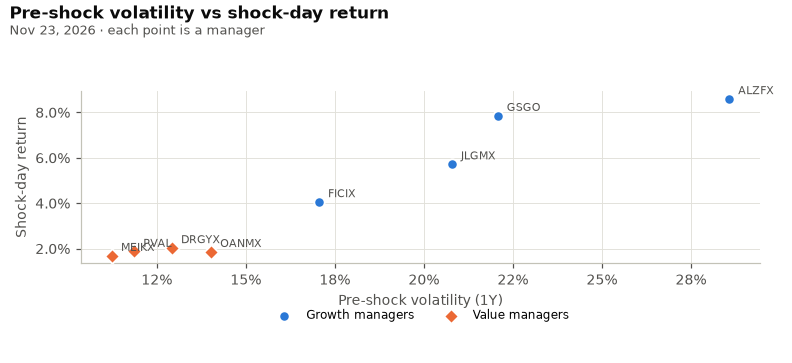 Pre-shock volatility vs shock-day return
Nov 23, 2026 · each point is a manager
8.0%
6.0%
4.0%
2.0%
Shock-day return
ALZFX
GSGO
JLGMX
FICIX
MEIKX
PVAL
DRGYX
OANMX
12%
15%
18%
20%
22%
25%
28%
Pre-shock volatility (1Y)
Growth managers
Value managers